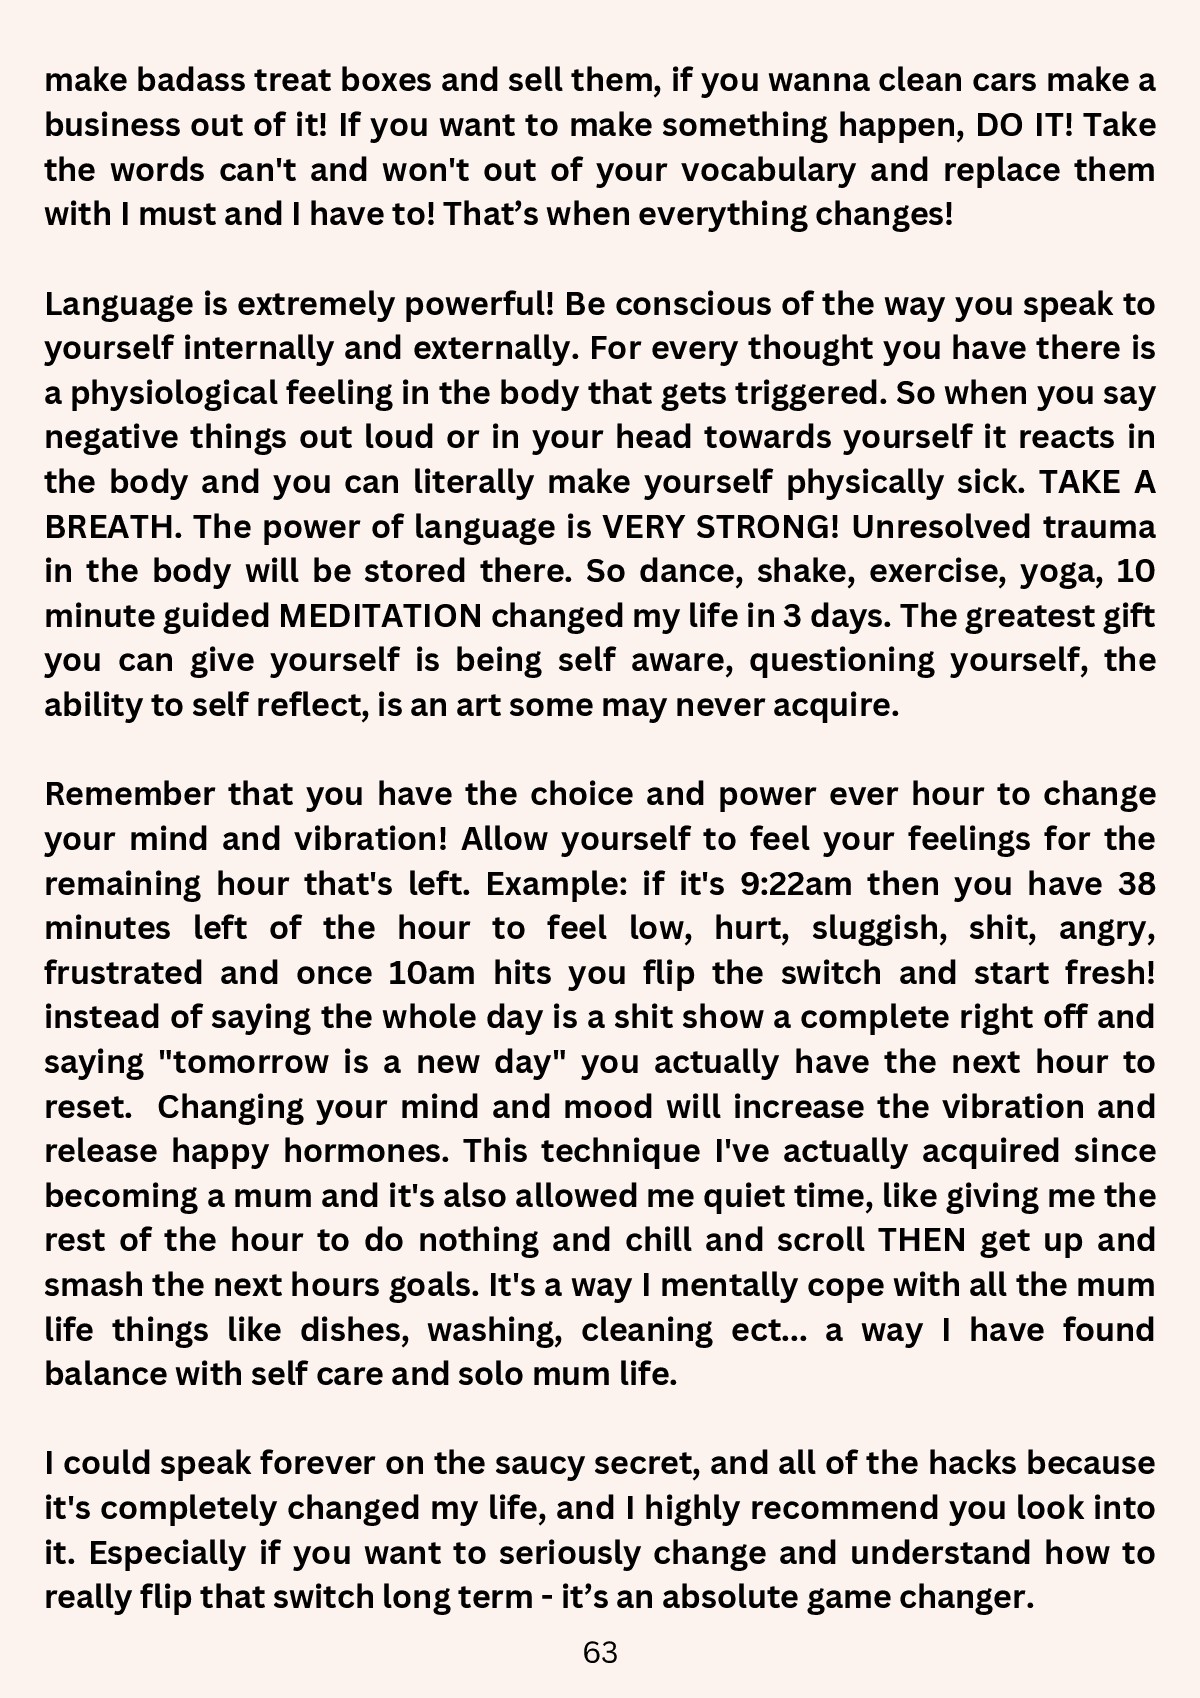 make badass treat boxes and sell them, if you wanna clean cars make a
business out of it! If you want to make something happen, DO IT! Take
the words can't and won't out of your vocabulary and replace them
with I must and I have to! That’s when everything changes!
Language is extremely powerful! Be conscious of the way you speak to
yourself internally and externally. For every thought you have there is
a physiological feeling in the body that gets triggered. So when you say
negative things out loud or in your head towards yourself it reacts in
the body and you can literally make yourself physically sick. TAKE A
BREATH. The power of language is VERY STRONG! Unresolved trauma
in the body will be stored there. So dance, shake, exercise, yoga, 10
minute guided MEDITATION changed my life in 3 days. The greatest gift
you can give yourself is being self aware, questioning yourself, the
ability to self reflect, is an art some may never acquire.
Remember that you have the choice and power ever hour to change
your mind and vibration! Allow yourself to feel your feelings for the
remaining hour that's left. Example: if it's 9:22am then you have 38
minutes left of the hour to feel low, hurt, sluggish, shit, angry,
frustrated and once 10am hits you flip the switch and start fresh!
instead of saying the whole day is a shit show a complete right off and
saying "tomorrow is a new day" you actually have the next hour to
reset.  Changing your mind and mood will increase the vibration and
release happy hormones. This technique I've actually acquired since
becoming a mum and it's also allowed me quiet time, like giving me the
rest of the hour to do nothing and chill and scroll THEN get up and
smash the next hours goals. It's a way I mentally cope with all the mum
life things like dishes, washing, cleaning ect... a way I have found
balance with self care and solo mum life.
I could speak forever on the saucy secret, and all of the hacks because
it's completely changed my life, and I highly recommend you look into
it. Especially if you want to seriously change and understand how to
really flip that switch long term - it’s an absolute game changer.
63